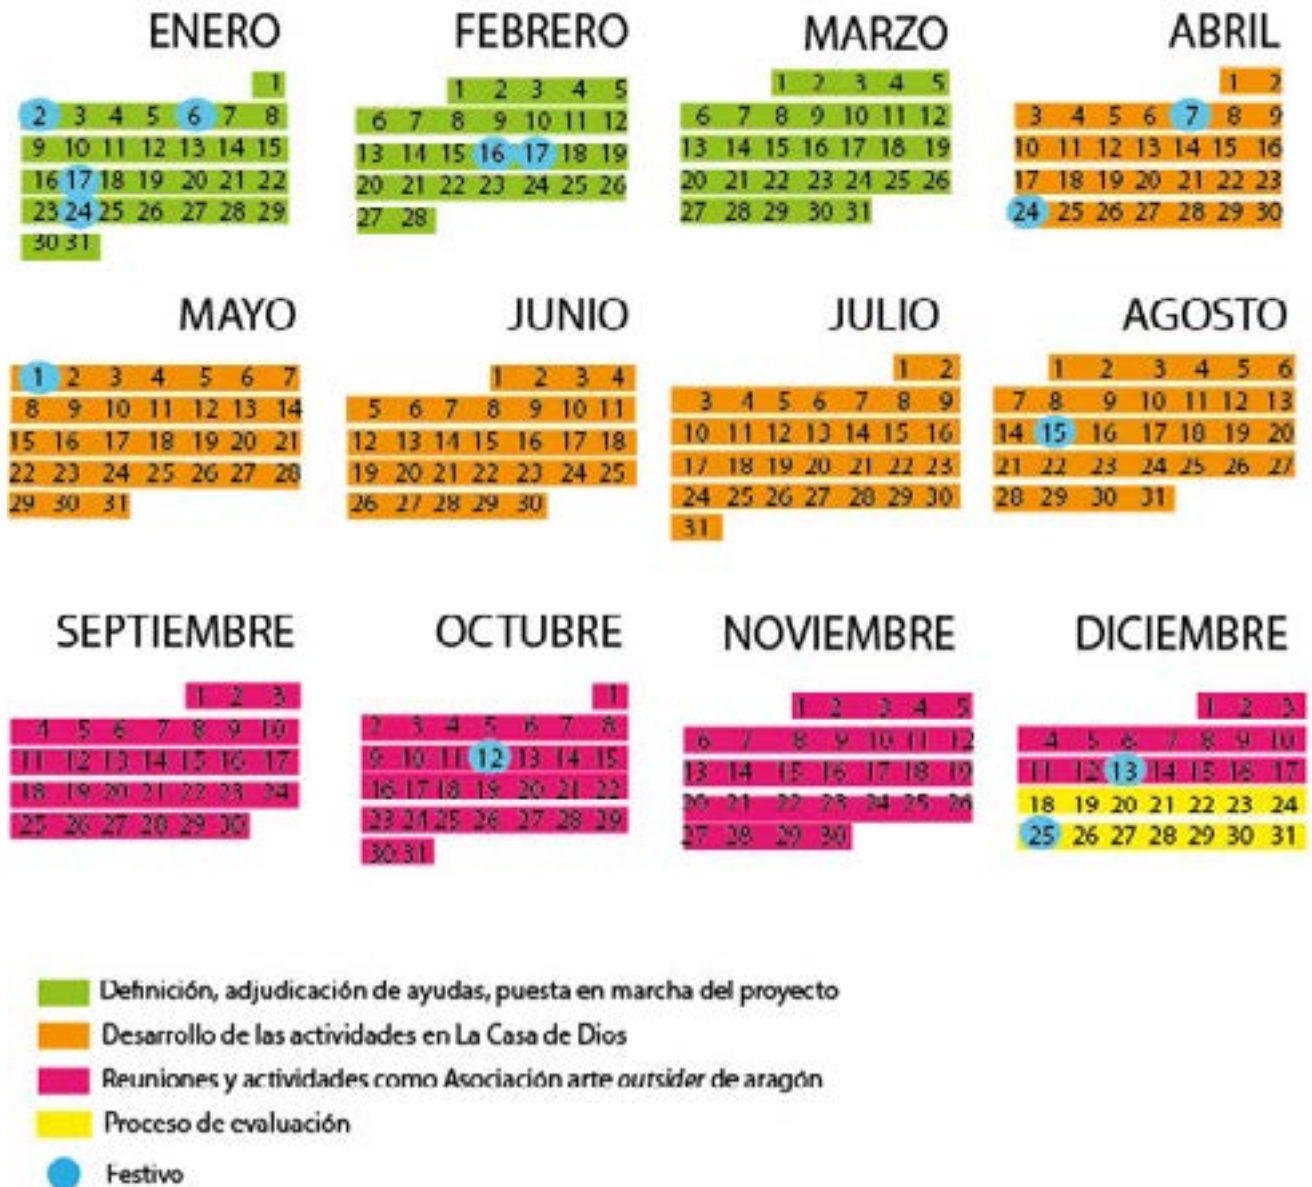 ENERO FEBRERO MARZO ABRIL
1
2 3 4 5 6 7 8
9 10 11 12 13 14 15
16 17 18 19 20 21 22
23 24 25 26 27 28 29
30 31
1 2 3 4 5
6 7 8 9 10 11 12
13 14 15 16 17 18 19
20 21 22 23 24 25 26
27 28
1 2 3 4 5
6 7 8 9 10 11 12
13 14 15 16 17 18 19
20 21 22 23 24 25 26
27 28 29 30 31
1 2
3 4 5 6 7 8 9
10 11 12 13 14 15 16
17 18 19 20 21 22 23
24 25 26 27 28 29 30
MAYO JUNIO JULIO AGOSTO
1 2 3 4 5 6 7
8 9 10 11 12 13 14
15 16 17 18 19 20 21
22 23 24 25 26 27 28
29 30 31
1 2 3 4
5 6 7 8 9 10 11
12 13 14 15 16 17 18
19 20 21 22 23 24 25
26 27 28 29 30
1 2
3 4 5 6 7 8 9
10 11 12 13 14 15 16
17 18 19 20 21 22 23
24 25 26 27 28 29 30
31
1 2 3 4 5 6
7 8 9 10 11 12 13
14 15 16 17 18 19 20
21 22 23 24 25 26 27
28 29 30 31
SEPTIEMBRE OCTUBRE NOVIEMBRE DICIEMBRE
1 2 3
4 5 6 7 8 9 10
11 12 13 14 15 16 17
18 19 20 21 22 23 24
25 26 27 28 29 30
1
2 3 4 5 6 7 8
9 10 11 12 13 14 15
16 17 18 19 20 21 22
23 24 25 26 27 28 29
30 31
1 2 3 4 5
6 7 8 9 10 11 12
13 14 15 16 17 18 19
20 21 22 23 24 25 26
27 28 29 30
1 2 3
4 5 6 7 8 9 10
11 12 13 14 15 16 17
18 19 20 21 22 23 24
25 26 27 28 29 30 31
Definición, adjudicación de ayudas, puesta en marcha del proyecto
Desarrollo de las actividades en La Casa de Dios
Reuniones y actividades como Asociación arte outsider de aragón
Proceso de evaluación
Festivo